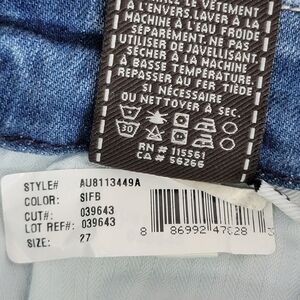 LE VÊTEMENT
À L'ENVERS.LAVER À LA
MACHINE À L'EAU FROIDE
SÉPARÉMENT NE PAS
UTILISER DE JAVELLISANT
SÉCHER À LA MACHINE
À BASSE TEMPÉRATURE.
REPASSER AU FER TIÈDE
SI NÉCESSAIRE
OU NETTOYER À SEC.
30
RN # 115561
CA # 56266
STYLE# AU8113449A
COLOR: SIFB
CUT#: 039643
LOT REF#: 039643
SIZE: 27
8 86992 47028 3